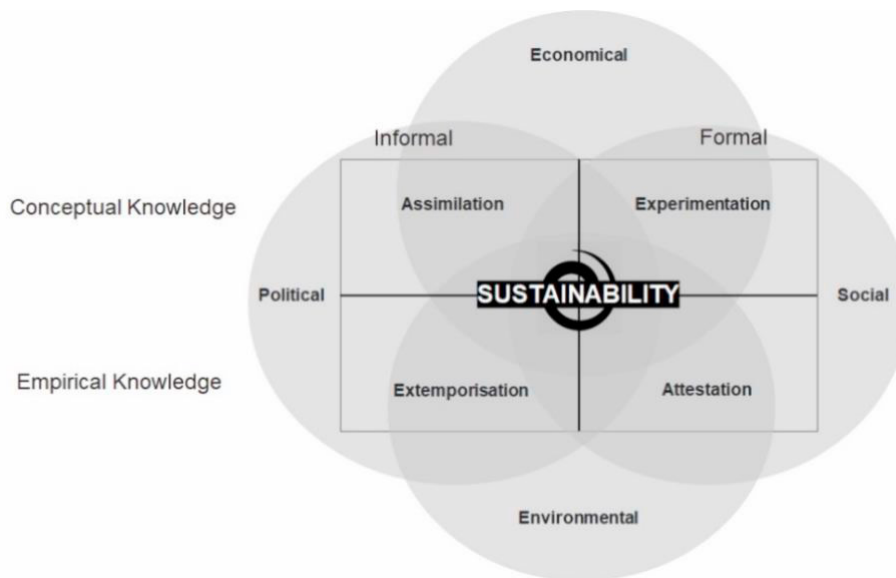 Economical
Informal
Formal
Conceptual Knowledge
Assimilation
Experimentation
Political
SUSTAINABILITY
Social
Empirical Knowledge
Extemporisation
Attestation
Environmental